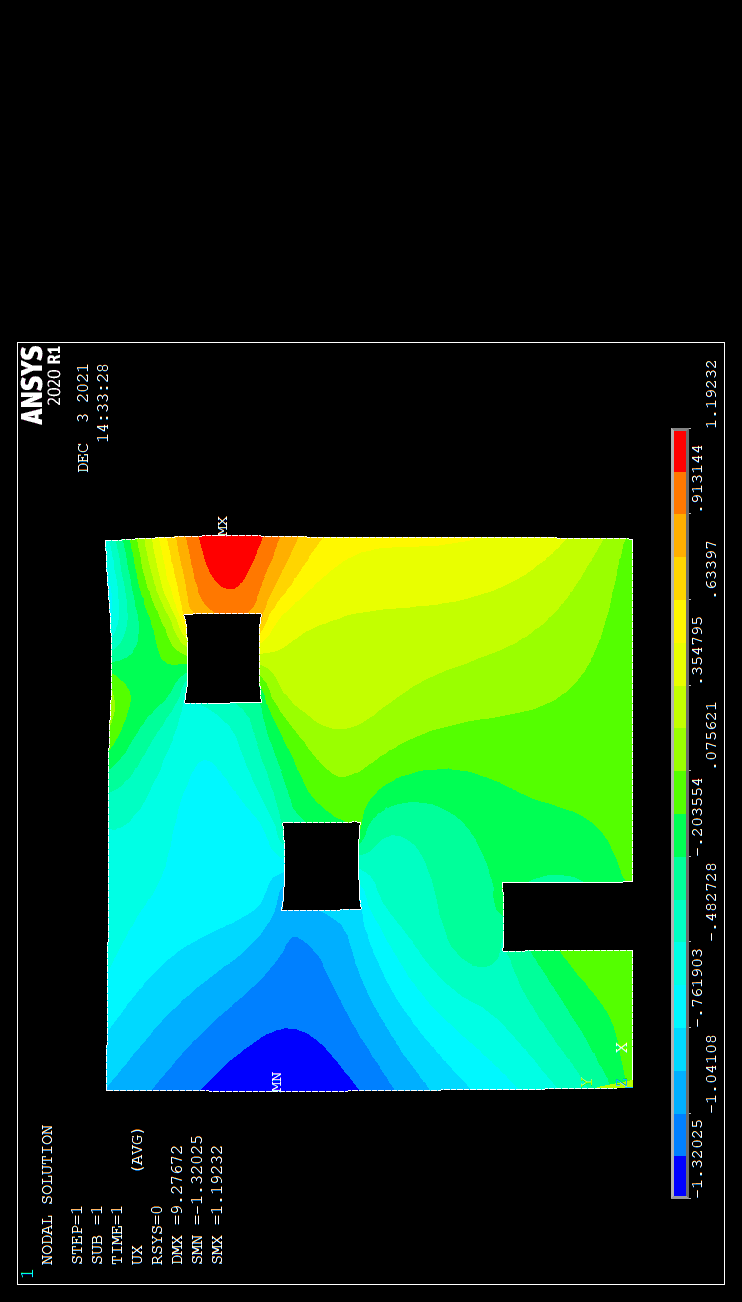 1
NODAL SOLUTION
STEP=1
SUB =1
TIME=1
UX (AVG)
RSYS=0
DMX =9.27672
SMN =-1.32025
SMX =1.19232
ANSYS
2020 R1
DEC 3 2021
14:33:28
MX
MN
Y
Z X
-1.32025 -.761903 -.203554 .354795 .913144
-1.04108 -.482728 .075621 .63397 1.19232